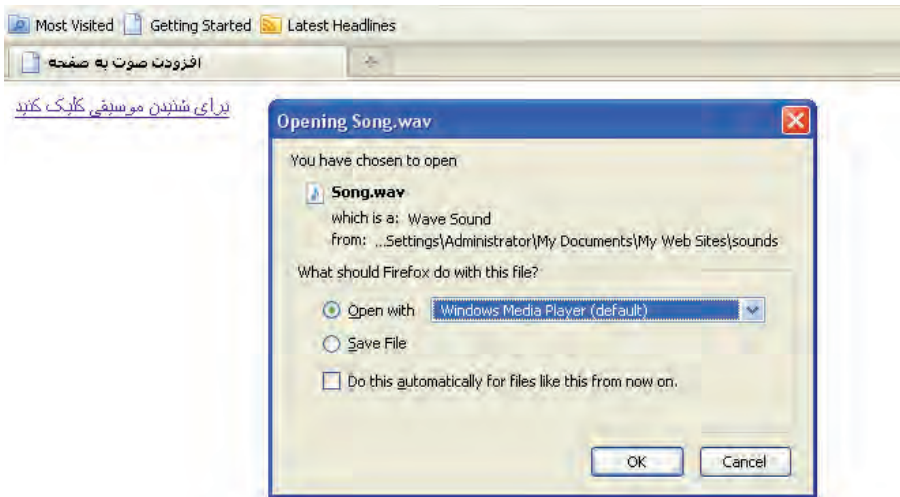 Most Visited Getting Started Latest Headlines
افزودت صوت به صفحه
برای شنیدن موسیقی کلیک کنید
Opening Song.wav
You have chosen to open
Song.wav
which is a: Wave Sound
from: ...Settings\Administrator\My Documents\My Web Sites\sounds
What should Firefox do with this file?
Open with Windows Media Player (default)
Save File
Do this automatically for files like this from now on.
OK Cancel